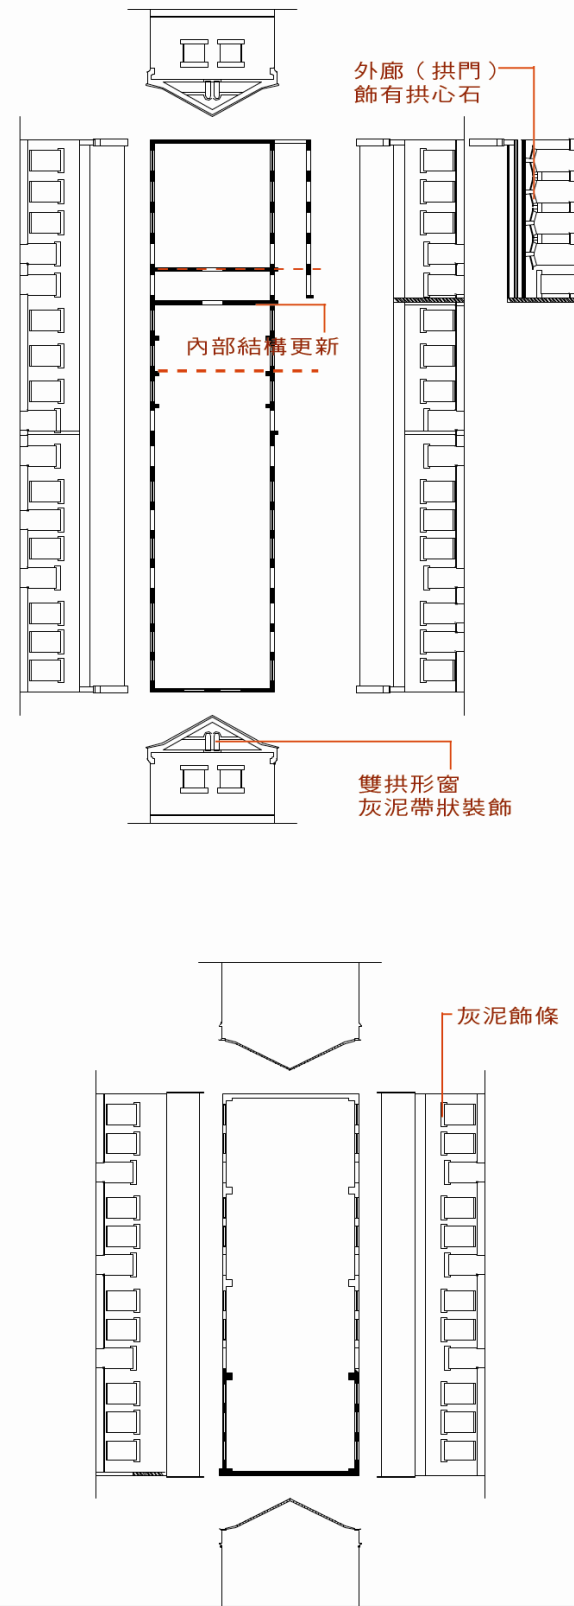 外廊（拱門）
飾有拱心石
內部結構更新
雙拱形窗
灰泥帶狀裝飾
灰泥飾條